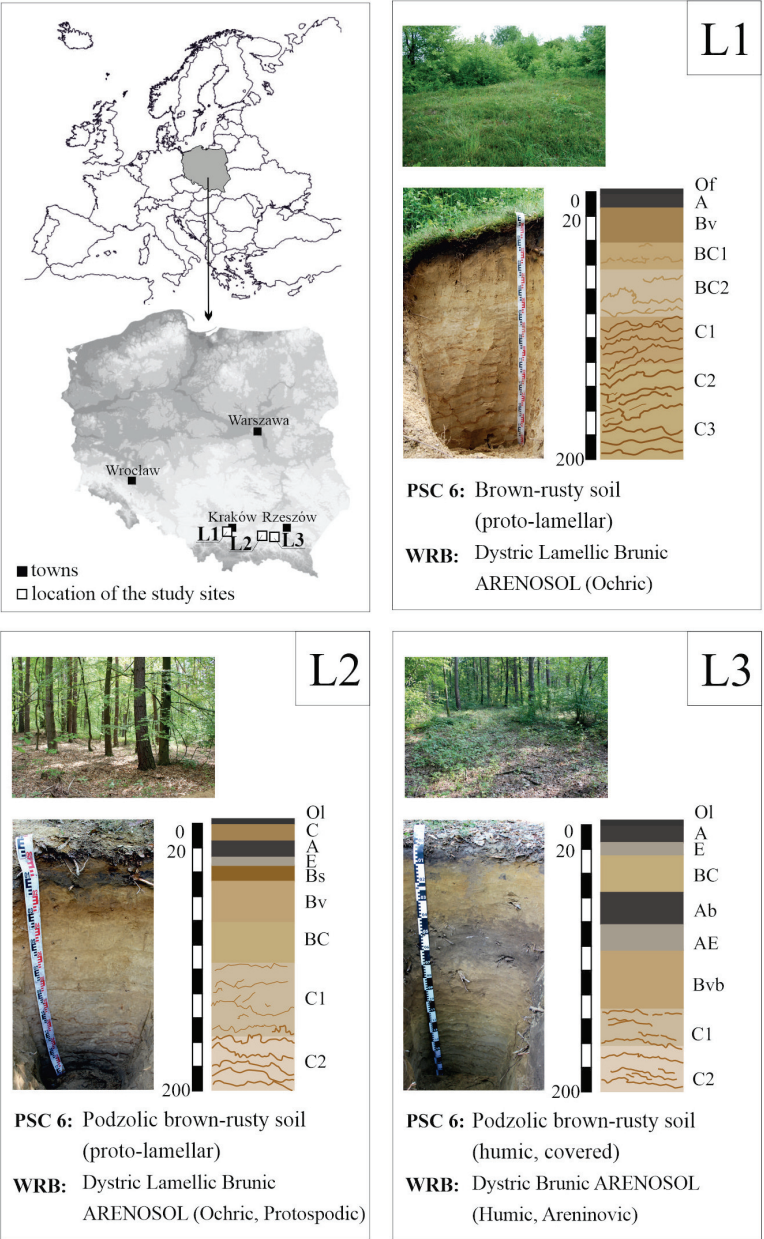 Warszawa
Wrocław
Kraków Rzeszów
L1
L2
L3
towns
location of the study sites
L1
Of
0
A
20
Bv
BC1
BC2
C1
C2
C3
200
PSC 6: Brown-rusty soil
(proto-lamellar)
WRB: Dystric Lamellic Brunic
ARENOSOL (Ochric)
L2
Ol
0
C
A
20
E
Bs
Bv
BC
C1
C2
200
PSC 6: Podzolic brown-rusty soil
(proto-lamellar)
WRB: Dystric Lamellic Brunic
ARENOSOL (Ochric, Protospodic)
L3
Ol
0
A
20
E
BC
Ab
AE
Bvb
C1
C2
200
PSC 6: Podzolic brown-rusty soil
(humic, covered)
WRB: Dystric Brunic ARENOSOL
(Humic, Areninovic)